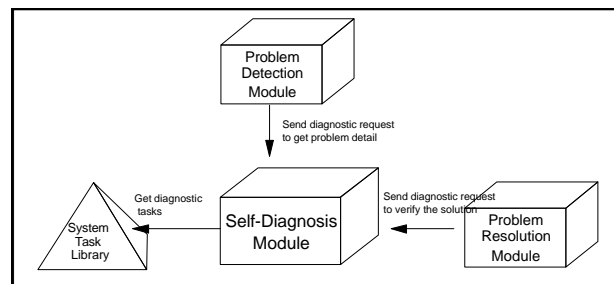 Problem
Detection
Module
Send diagnostic request
to get problem detail
Get diagnostic
tasks
System
Task
Library
Self-Diagnosis
Module
Send diagnostic request
to verify the solution
Problem
Resolution
Module